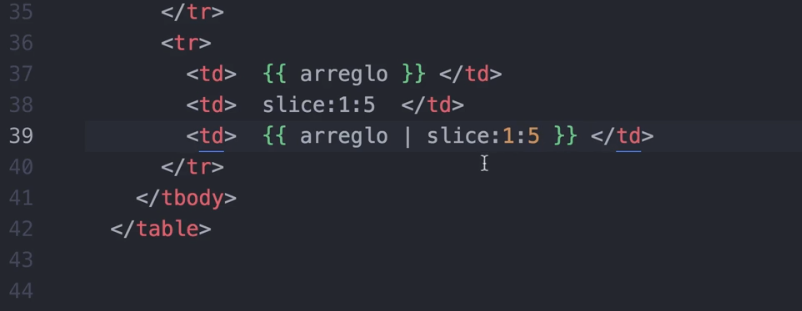 35 </tr>
36 <tr>
37 <td> {{ arreglo }} </td>
38 <td> slice:1:5 </td>
39 <td> {{ arreglo | slice:1:5 }} </td>
40 </tr>
41 </tbody>
42 </table>
43
44